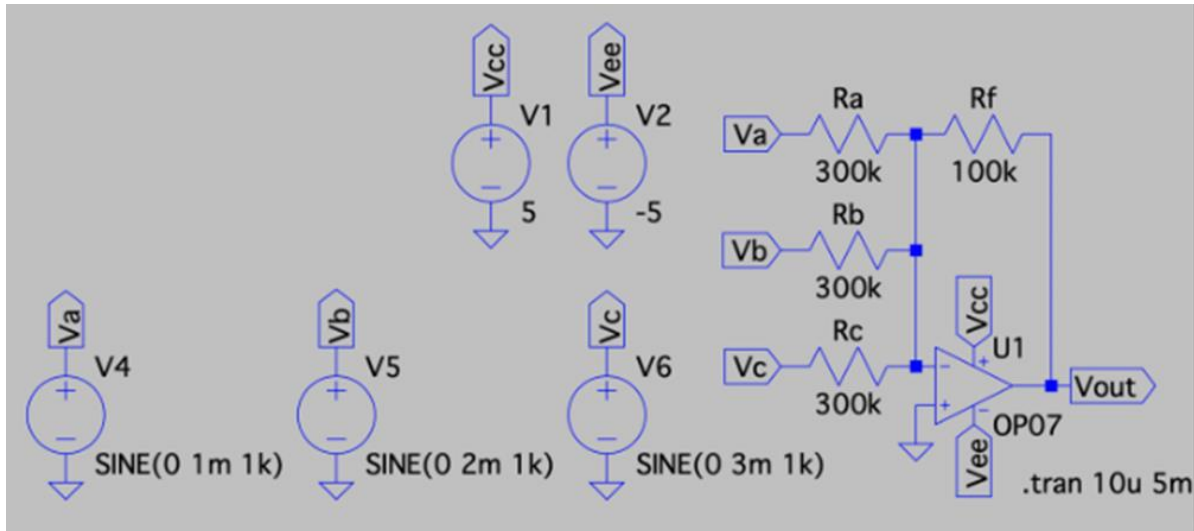 Vcc
Vee
V1
5
V2
-5
Ra
300k
Rf
100k
Va
Rb
300k
Vb
Rc
300k
Vc
Vcc
U1
Vout
OP07
Vee
.tran 10u 5m
Va
V4
SINE(0 1m 1k)
Vb
V5
SINE(0 2m 1k)
Vc
V6
SINE(0 3m 1k)